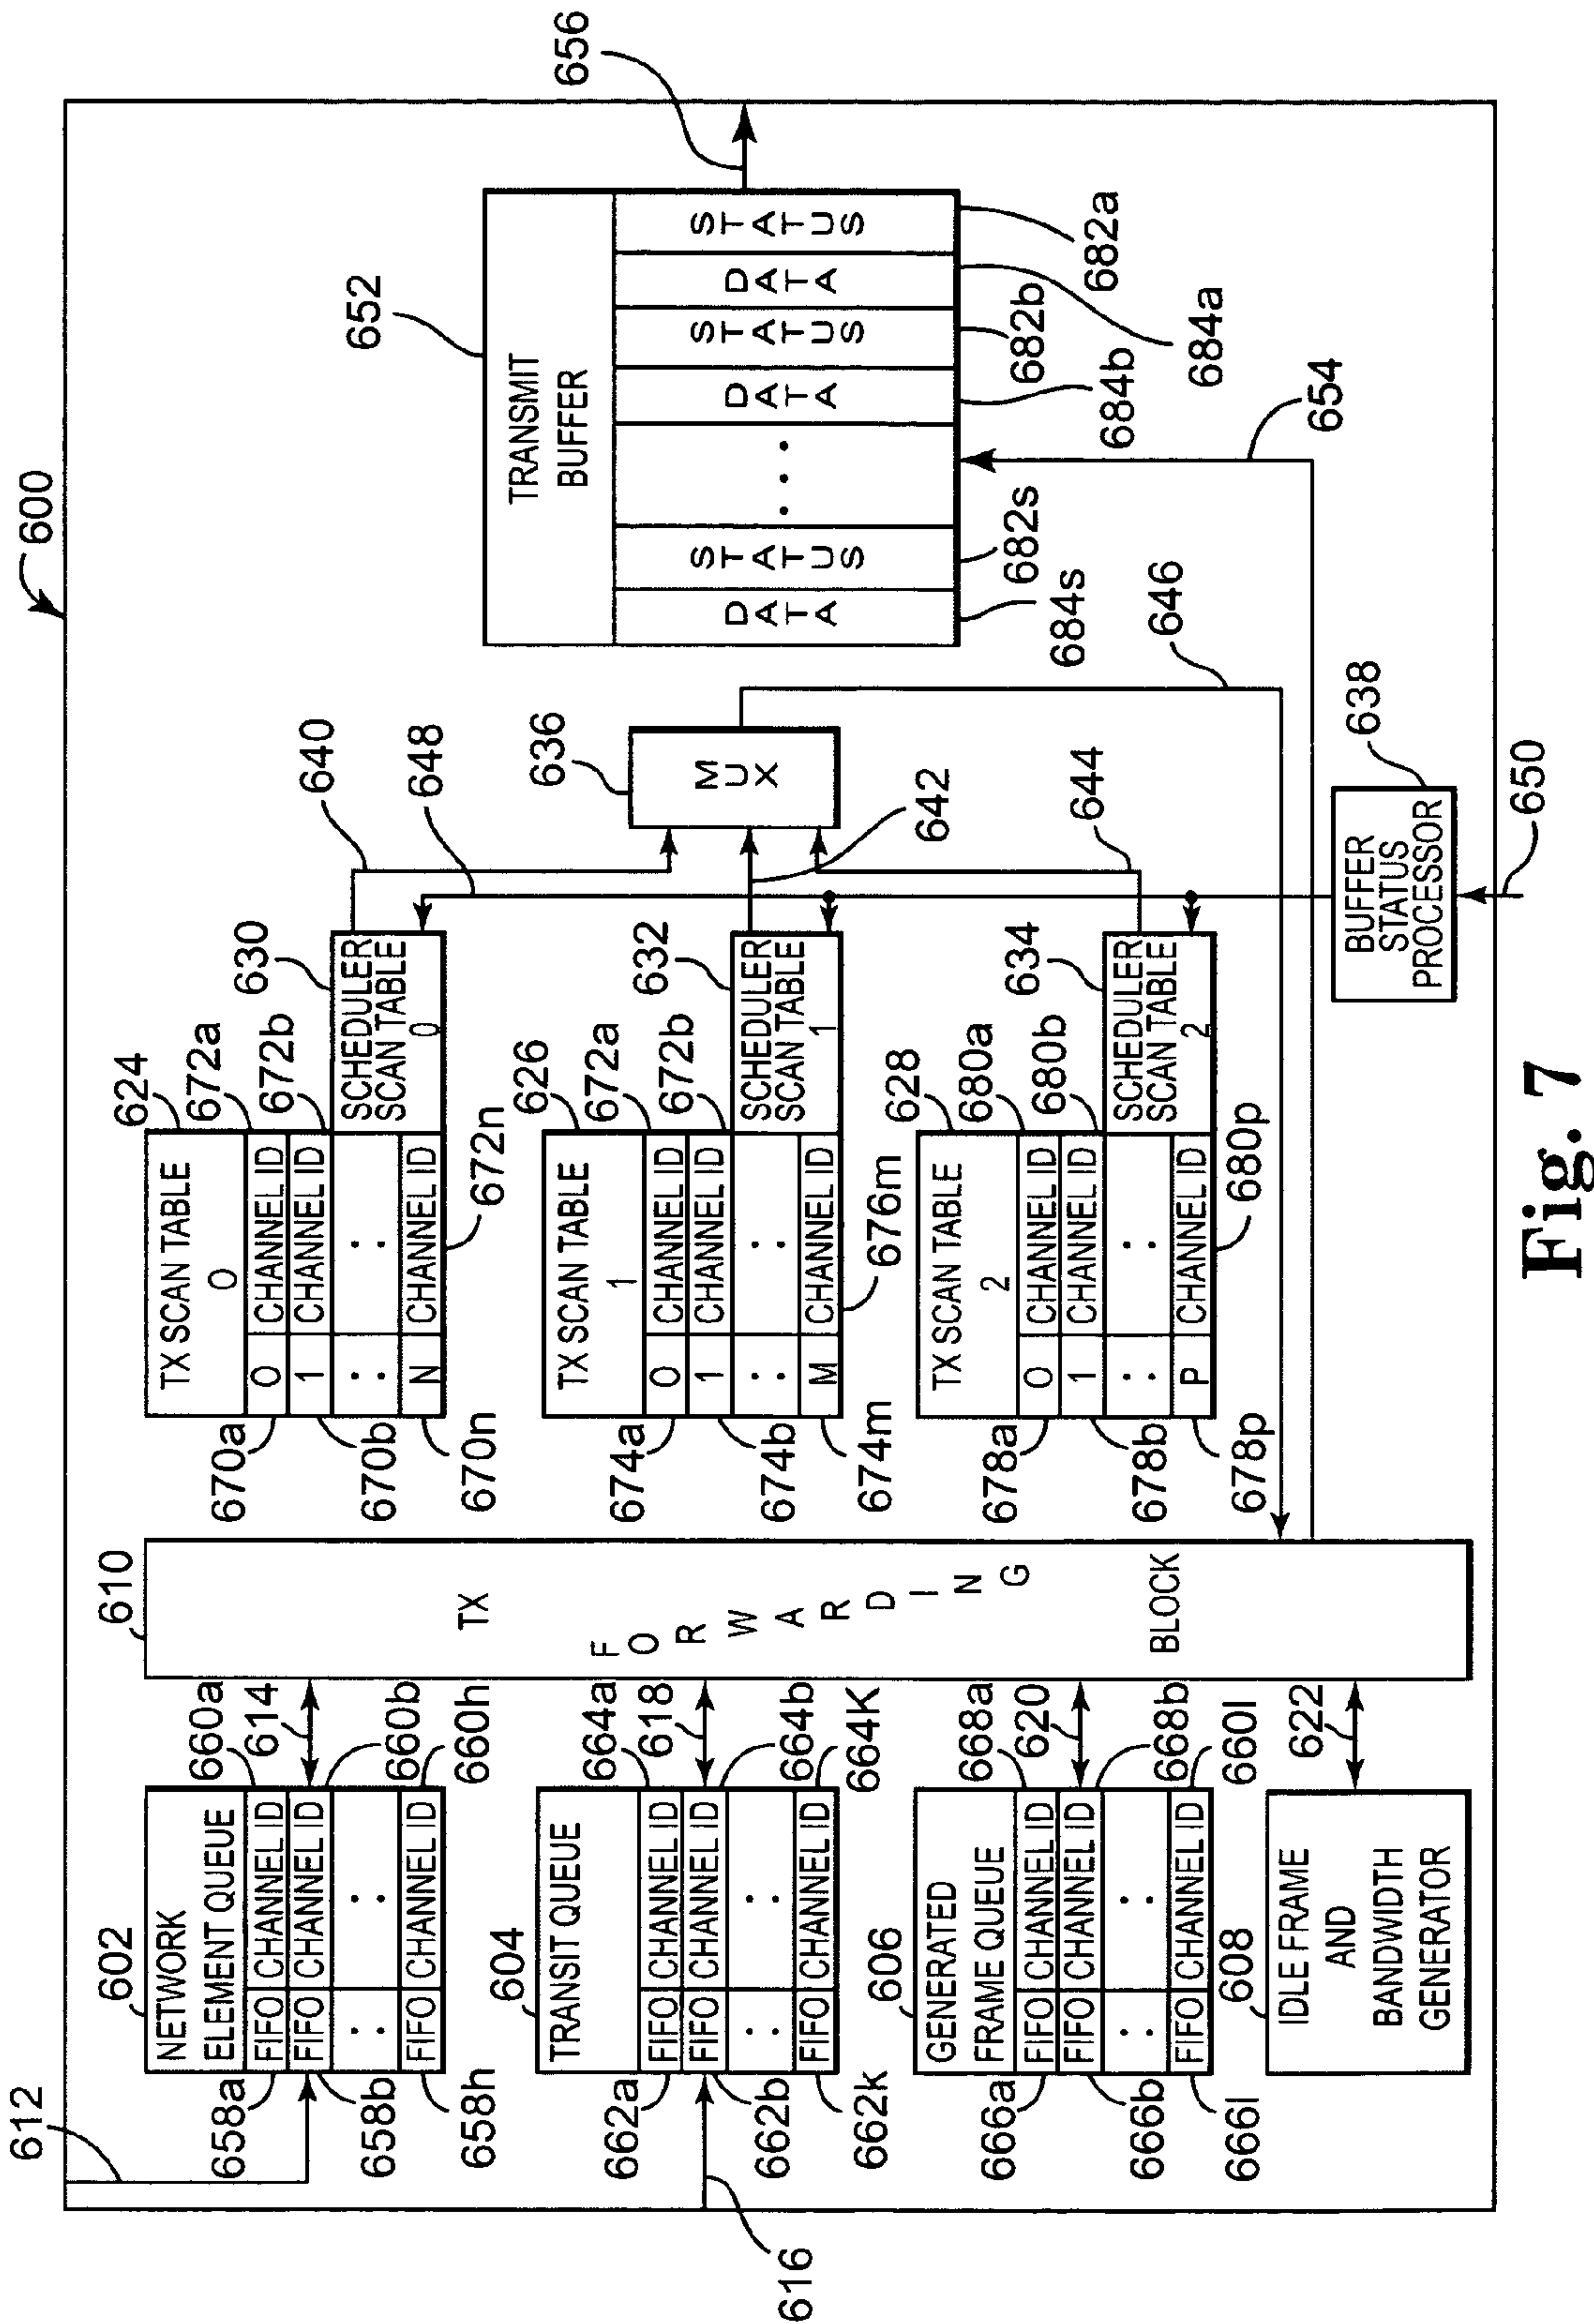 600
612
602
NETWORK
ELEMENT QUEUE
FIFO CHANNEL ID
FIFO CHANNEL ID
: :
FIFO CHANNEL ID
658a
658b
658h
660a
614
660b
660h
604
TRANSIT QUEUE
FIFO CHANNEL ID
FIFO CHANNEL ID
: :
FIFO CHANNEL ID
662a
662b
662k
616
664a
618
664b
664K
606
GENERATED
FRAME QUEUE
FIFO CHANNEL ID
FIFO CHANNEL ID
: :
FIFO CHANNEL ID
666a
666b
666l
668a
620
668b
660l
608
IDLE FRAME
AND
BANDWIDTH
GENERATOR
622
610
TX
FORWARDING
BLOCK
624
TX SCAN TABLE
0
0 CHANNEL ID
1 CHANNEL ID
: :
N CHANNEL ID
670a
670b
670n
672a
672b
672n
630
SCHEDULER
SCAN TABLE
0
626
TX SCAN TABLE
1
0 CHANNEL ID
1 CHANNEL ID
: :
M CHANNEL ID
674a
674b
674m
672a
672b
676m
632
SCHEDULER
SCAN TABLE
1
628
TX SCAN TABLE
2
0 CHANNEL ID
1 CHANNEL ID
: :
P CHANNEL ID
678a
678b
678p
680a
680b
680p
634
SCHEDULER
SCAN TABLE
2
640
648
636
MUX
642
644
646
638
BUFFER
STATUS
PROCESSOR
650
652
TRANSMIT
BUFFER
DATA
STATUS
. . .
DATA
STATUS
DATA
STATUS
684s
682s
654
684b
682b
684a
682a
656
Fig. 7